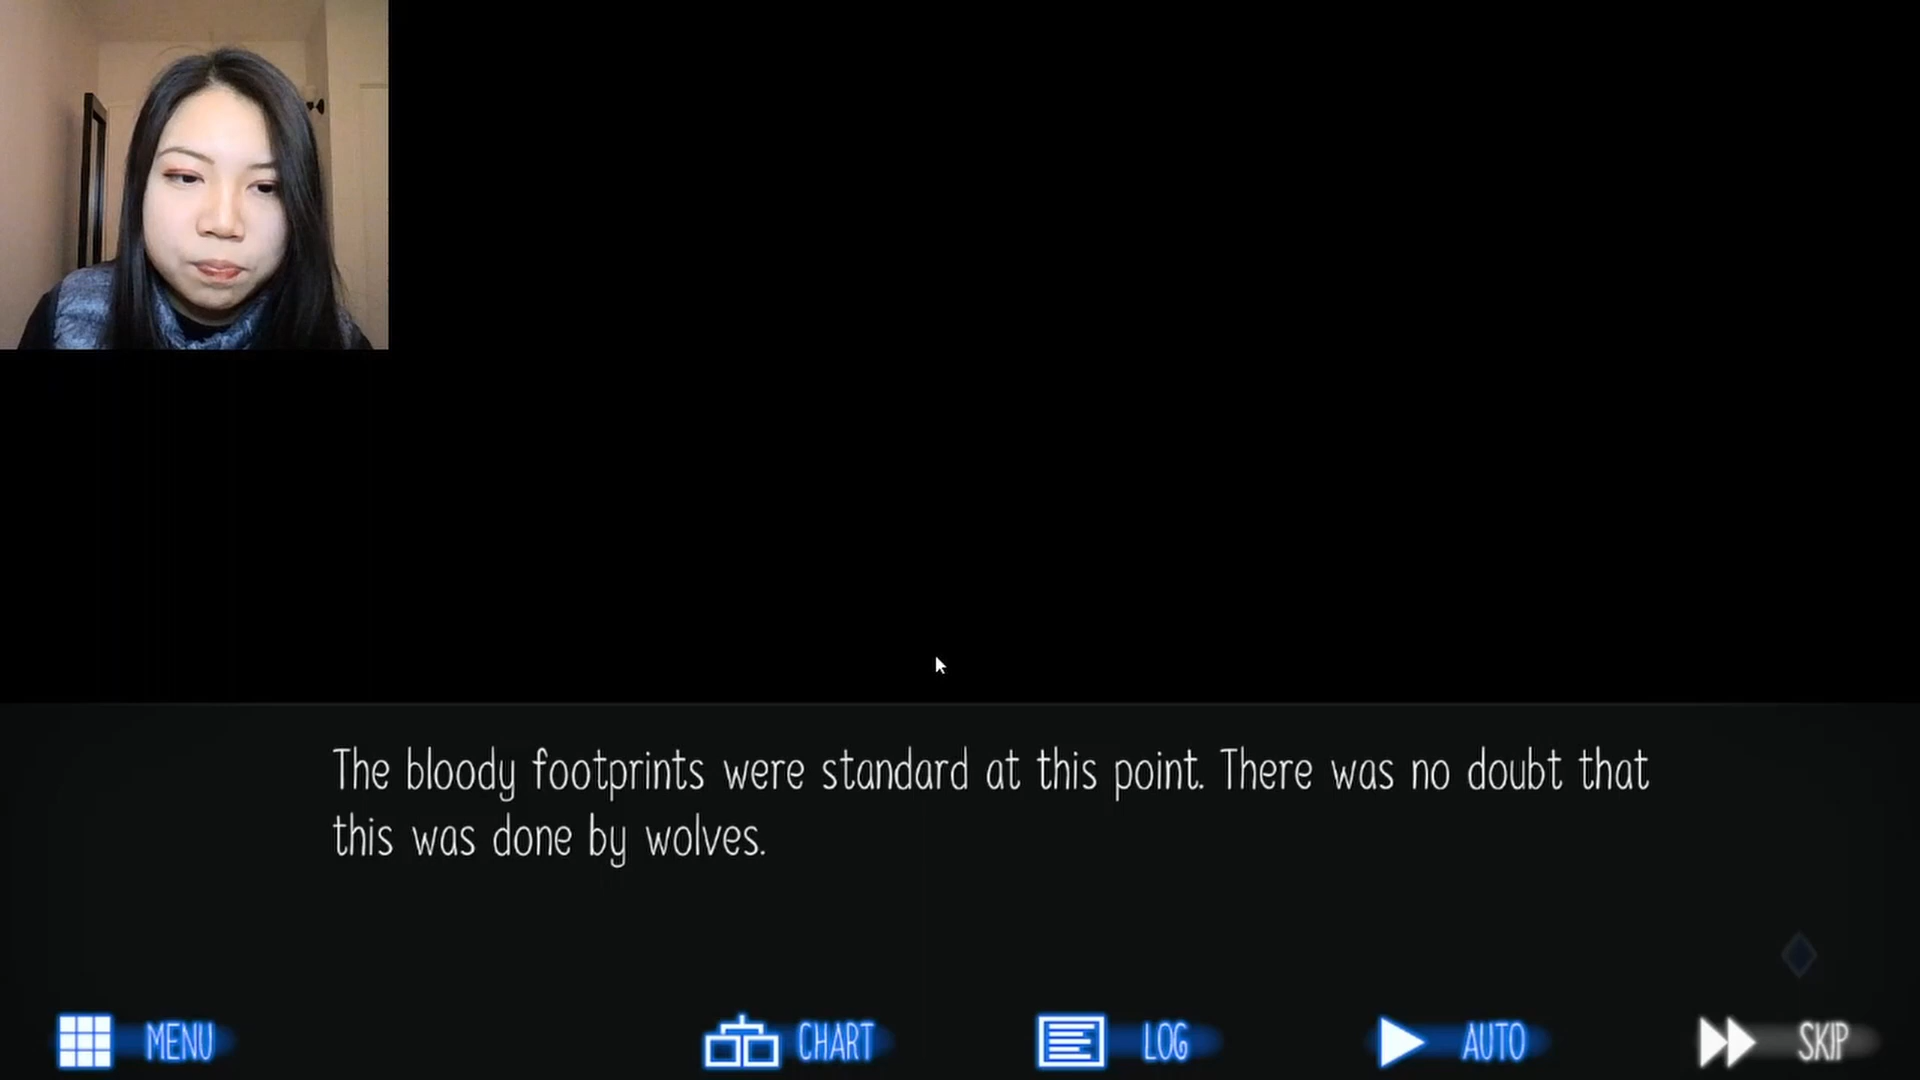 The bloody footprints were standard at this point. There was no doubt that
this was done by wolves.
MENU
CHART
LOG
AUTO
SKIP